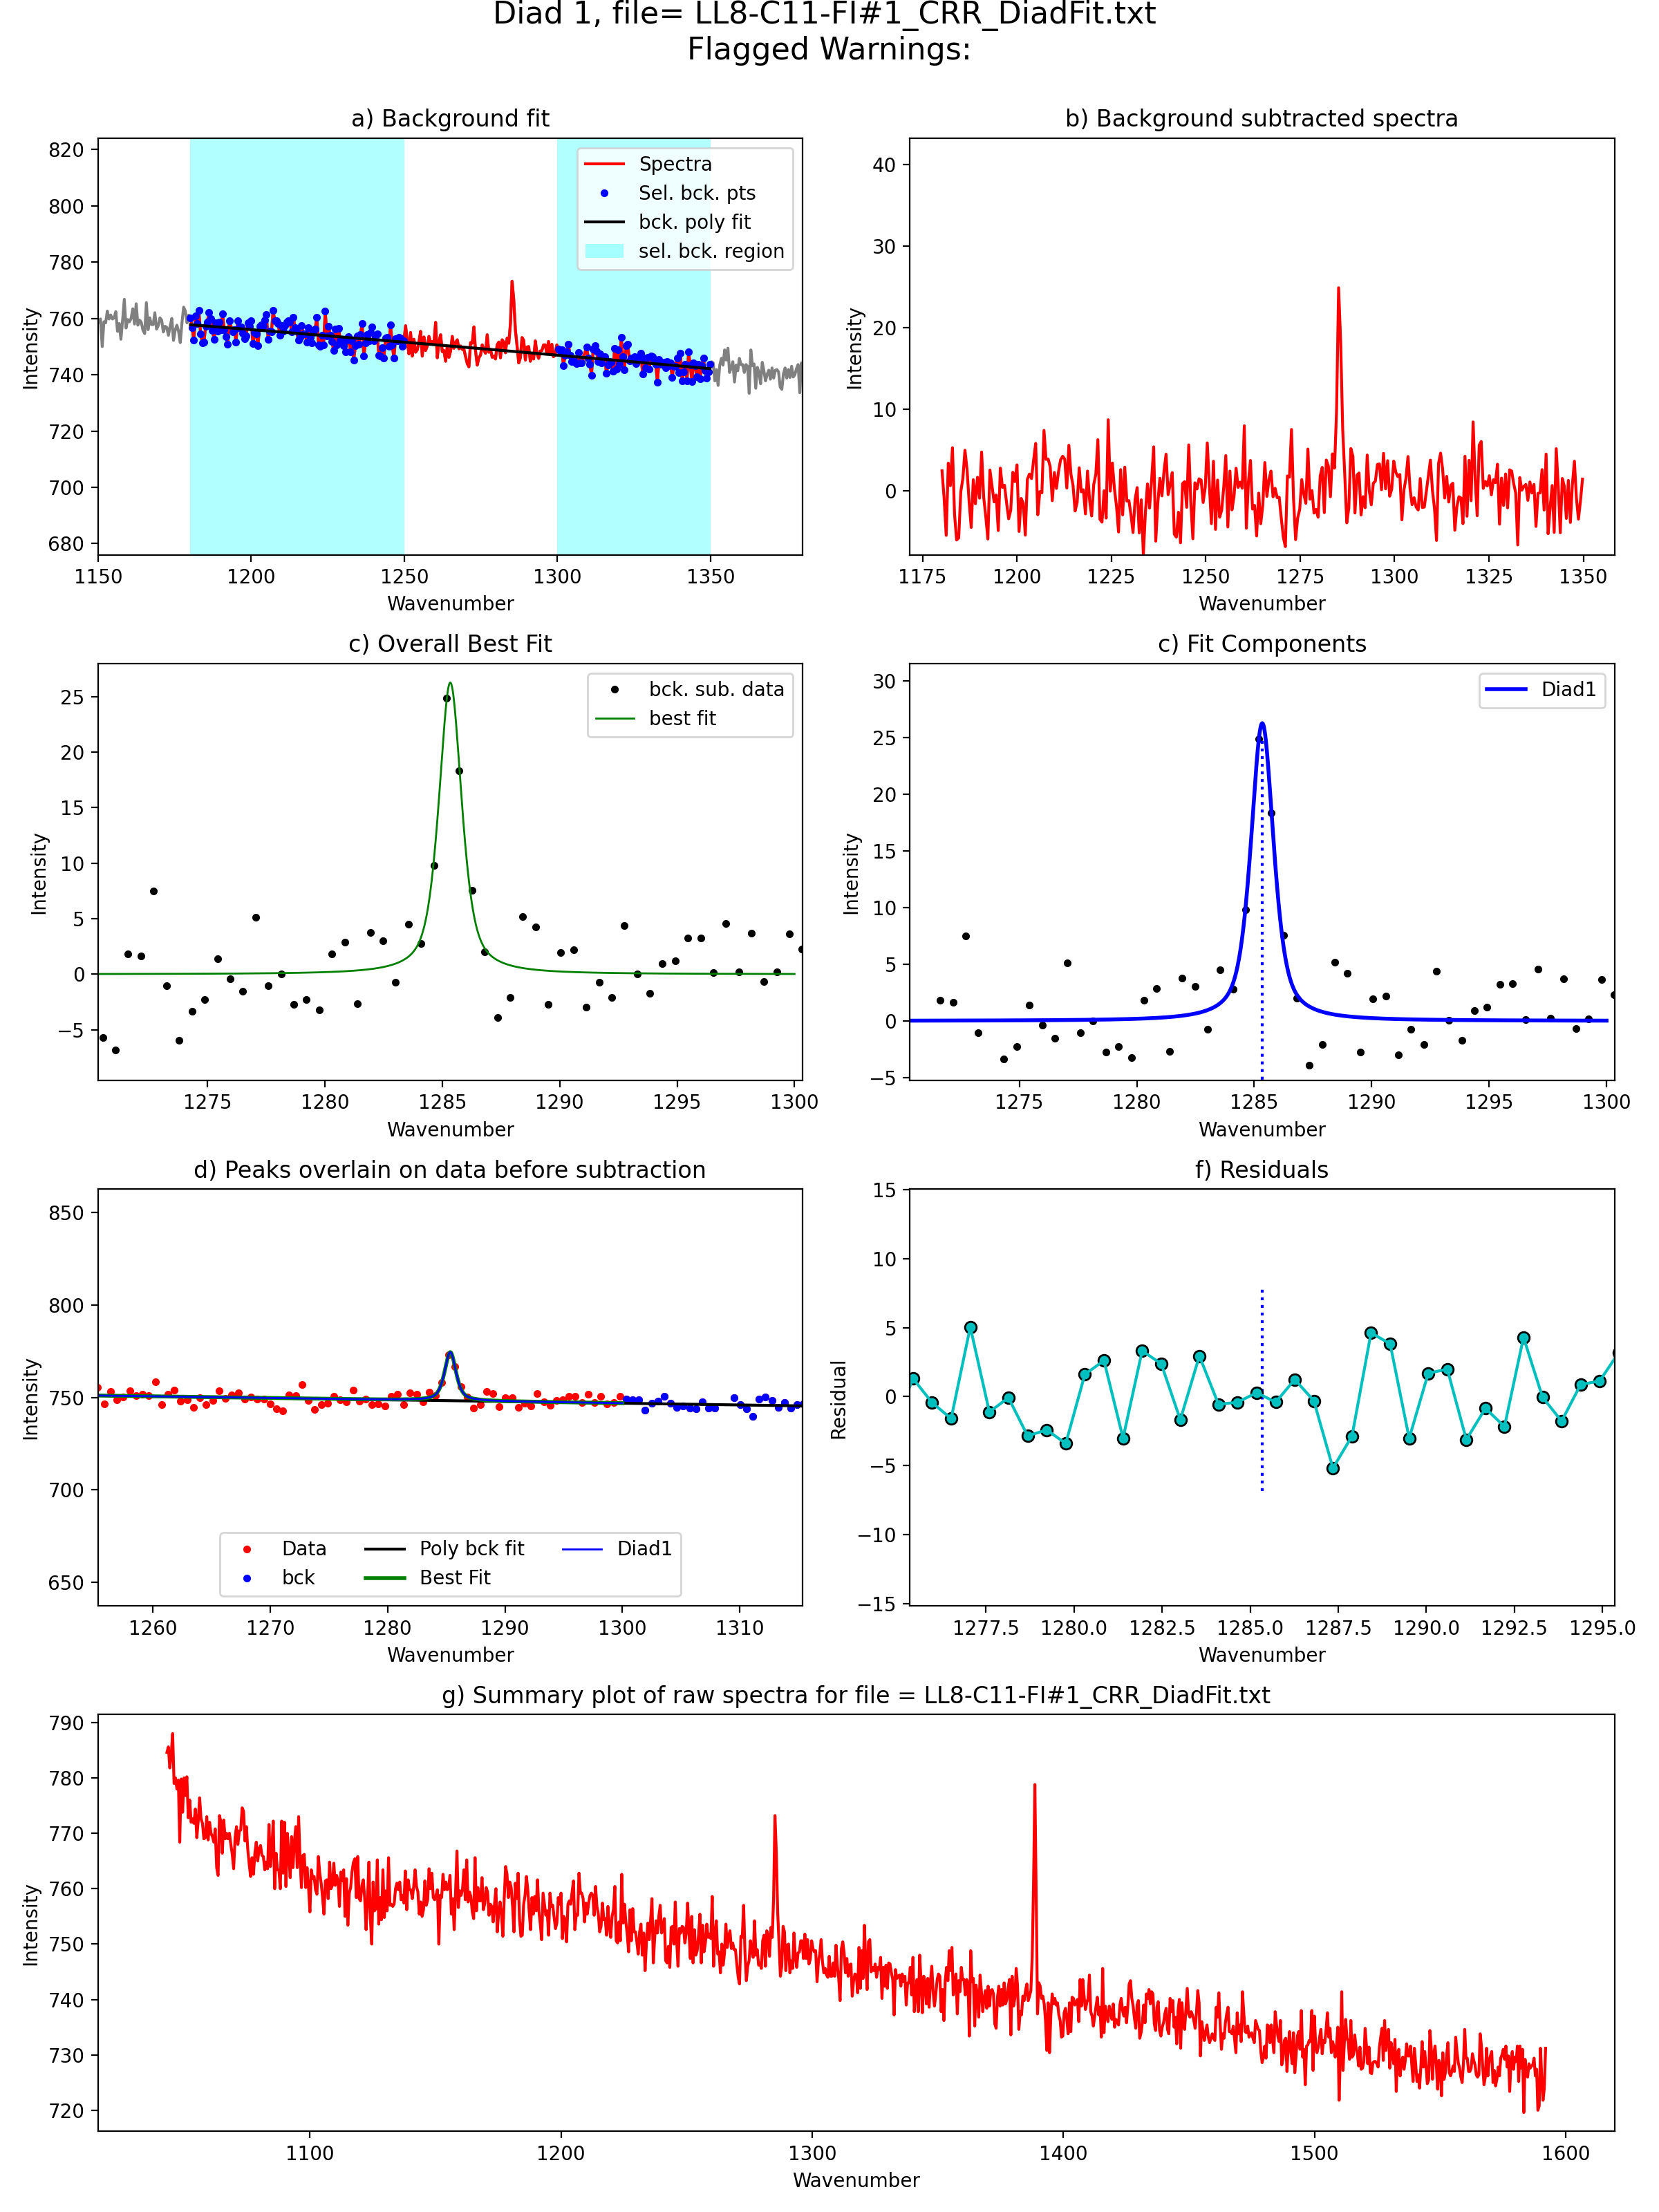 Diad 1, file= LL8-C11-FI#1_CRR_DiadFit.txt
Flagged Warnings:
a) Background fit
820
800
780
760
740
720
700
680
Intensity
Spectra
Sel. bck. pts
bck. poly fit
sel. bck. region
1150 1200 1250 1300 1350
Wavenumber
b) Background subtracted spectra
40
30
20
10
0
Intensity
1175 1200 1225 1250 1275 1300 1325 1350
Wavenumber
c) Overall Best Fit
25
20
15
10
5
0
−5
Intensity
bck. sub. data
best fit
1275 1280 1285 1290 1295 1300
Wavenumber
c) Fit Components
30
25
20
15
10
5
0
−5
Intensity
Diad1
1275 1280 1285 1290 1295 1300
Wavenumber
d) Peaks overlain on data before subtraction
850
800
750
700
650
Intensity
Data
bck
Poly bck fit
Best Fit
Diad1
1260 1270 1280 1290 1300 1310
Wavenumber
f) Residuals
15
10
5
0
−5
−10
−15
Residual
1277.5 1280.0 1282.5 1285.0 1287.5 1290.0 1292.5 1295.0
Wavenumber
g) Summary plot of raw spectra for file = LL8-C11-FI#1_CRR_DiadFit.txt
790
780
770
760
750
740
730
720
Intensity
1100 1200 1300 1400 1500 1600
Wavenumber